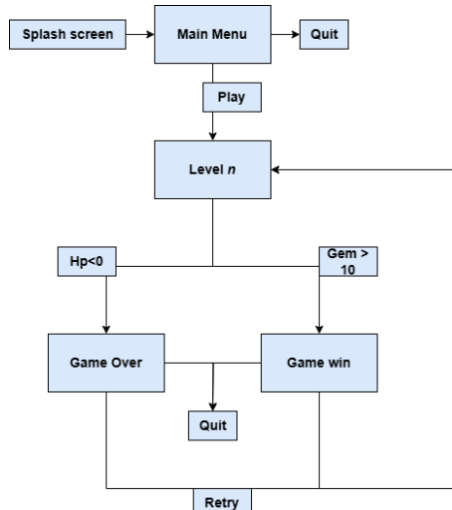 Splash screen
Main Menu
Quit
Play
Level n
Hp<0
Gem >
10
Game Over
Game win
Quit
Retry